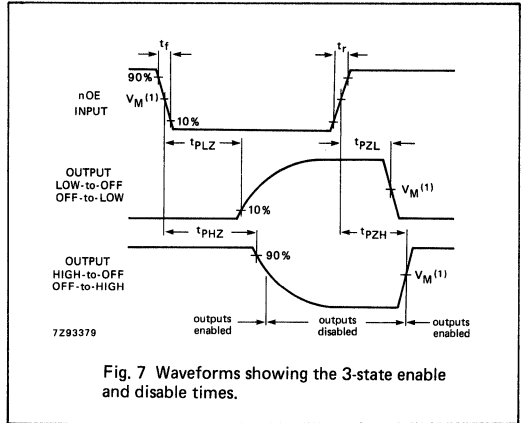 tf
tr
90%
nOE
INPUT
VM(1)
10%
tPLZ
tPZL
OUTPUT
LOW-to-OFF
OFF-to-LOW
VM(1)
10%
tPHZ
tPZH
90%
OUTPUT
HIGH-to-OFF
OFF-to-HIGH
VM(1)
outputs
enabled
outputs
disabled
outputs
enabled
7Z93379
Fig. 7 Waveforms showing the 3-state enable
and disable times.